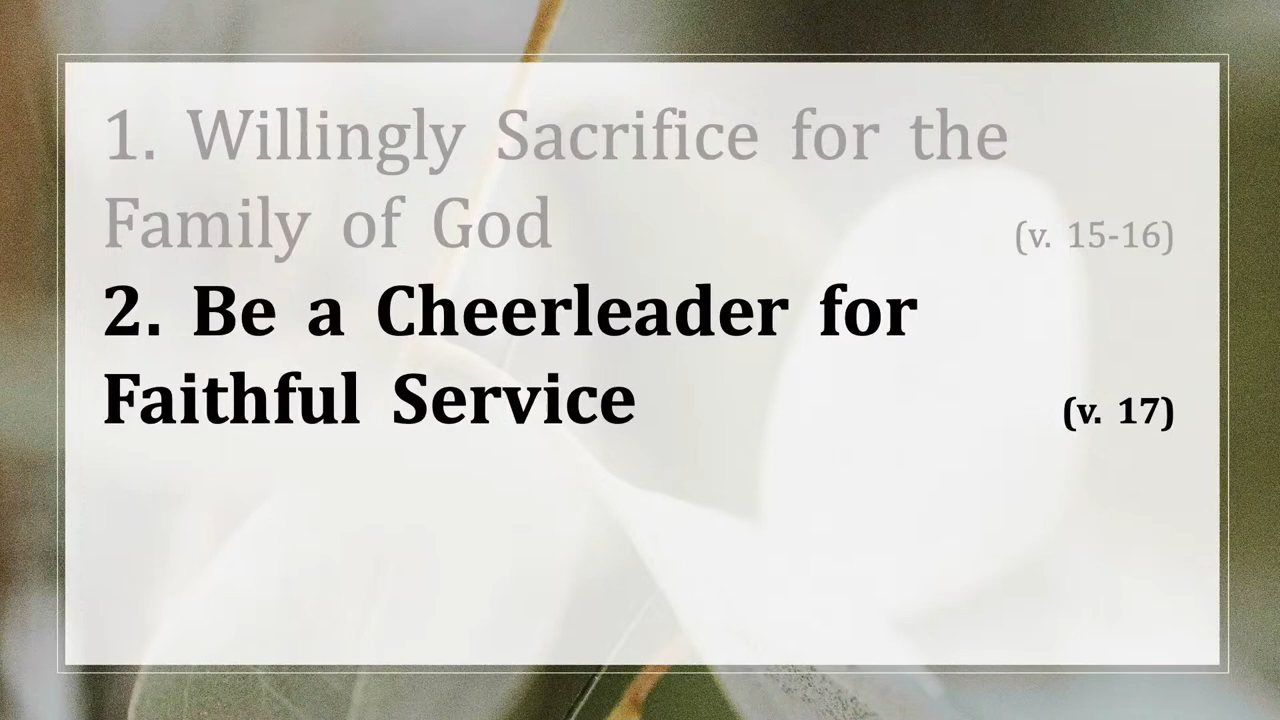 1. Willingly Sacrifice for the
Family of God (v. 15-16)
2. Be a Cheerleader for
Faithful Service (v. 17)